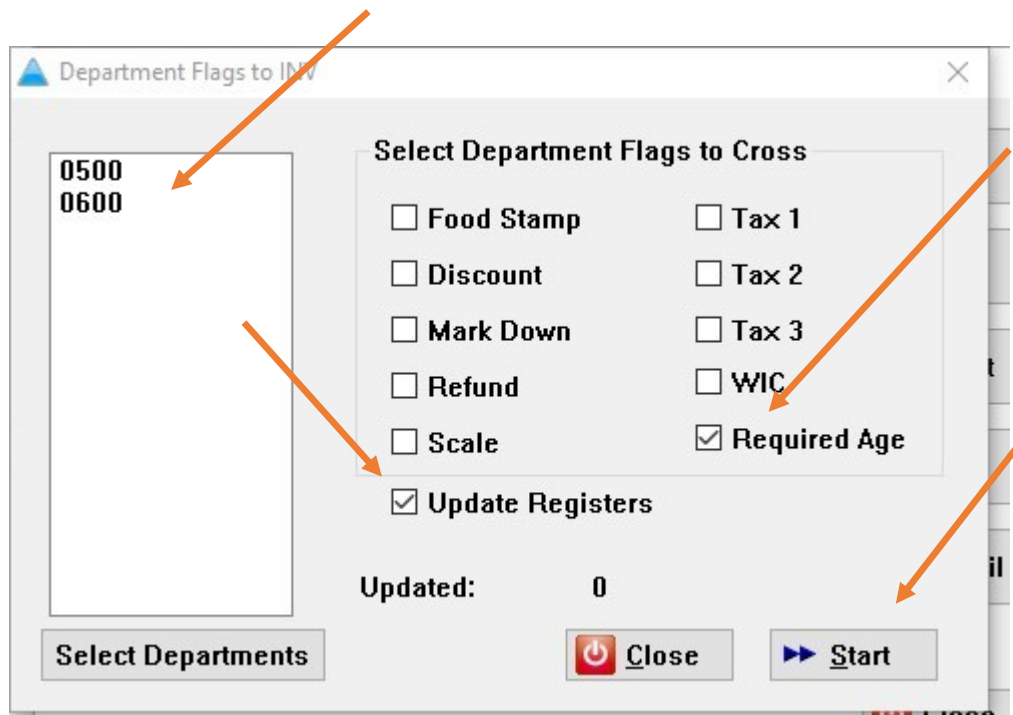 Department Flags to INV
0500
0600
Select Department Flags to Cross
Food Stamp
Tax 1
Discount
Tax 2
Mark Down
Tax 3
Refund
WIC
Scale
Required Age
Update Registers
Updated: 0
Select Departments
Close
Start
t
il